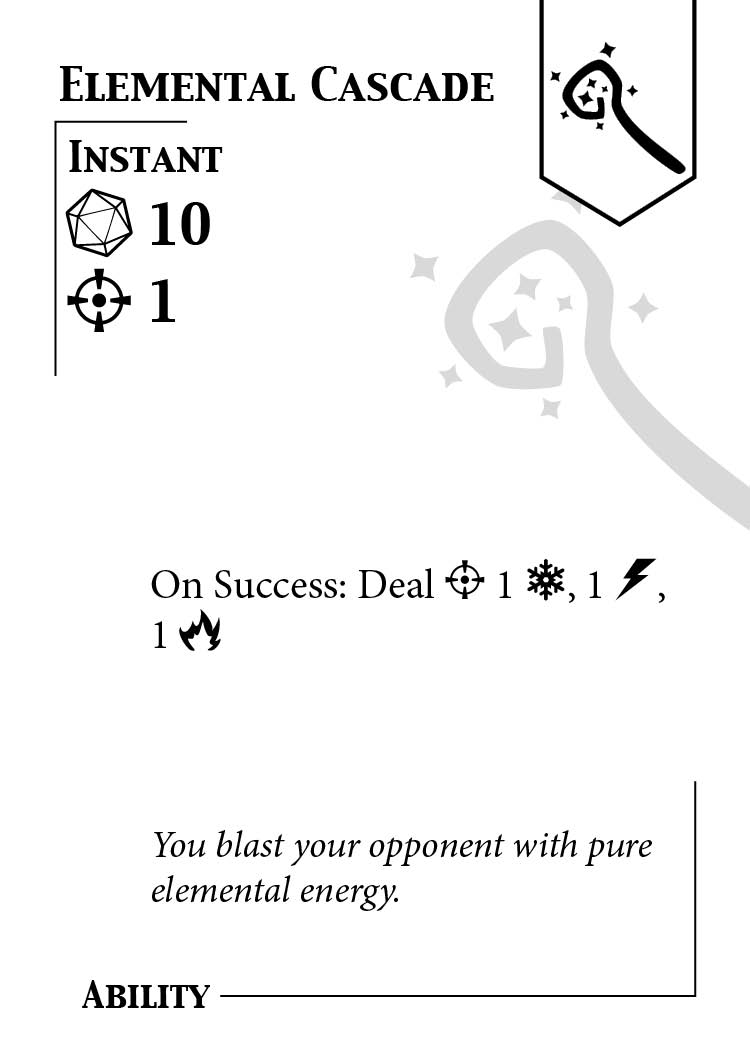 Elemental Cascade
Instant
10
1
On Success: Deal 1 , 1 ,
1
You blast your opponent with pure
elemental energy.
Ability